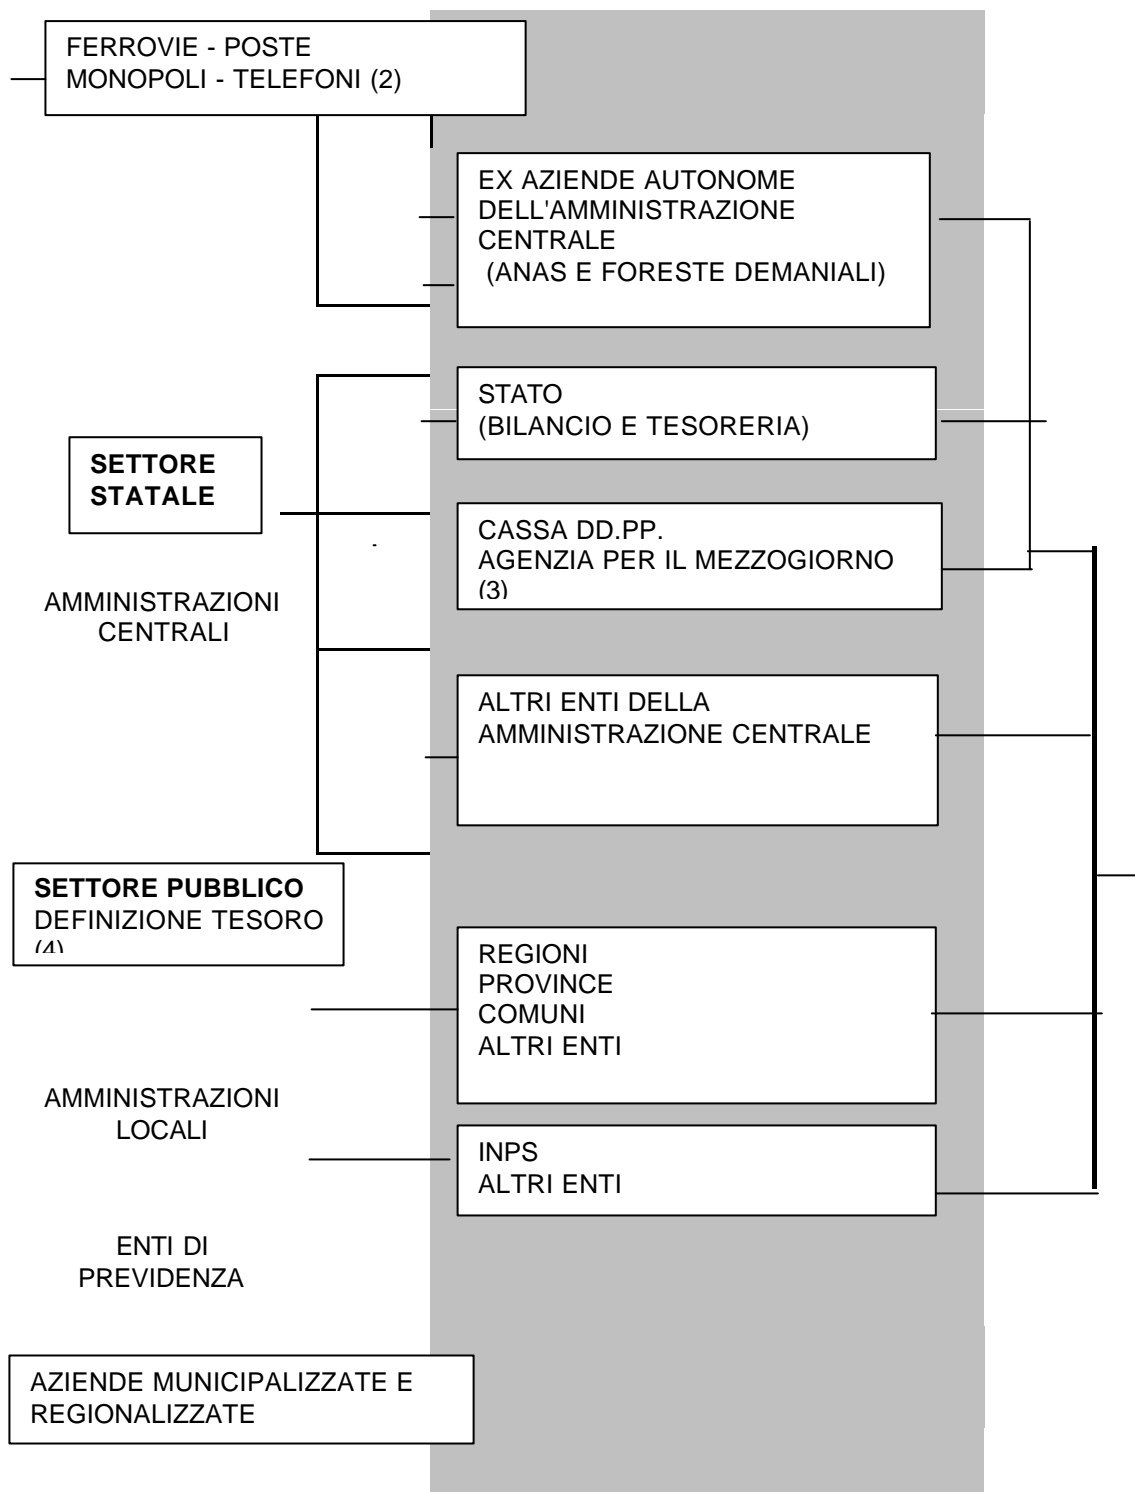 FERROVIE - POSTE
MONOPOLI - TELEFONI (2)
EX AZIENDE AUTONOME
DELL'AMMINISTRAZIONE
CENTRALE
(ANAS E FORESTE DEMANIALI)
STATO
(BILANCIO E TESORERIA)
SETTORE
STATALE
CASSA DD.PP.
AGENZIA PER IL MEZZOGIORNO
(3)
AMMINISTRAZIONI
CENTRALI
ALTRI ENTI DELLA
AMMINISTRAZIONE CENTRALE
SETTORE PUBBLICO
DEFINIZIONE TESORO
(4)
REGIONI
PROVINCE
COMUNI
ALTRI ENTI
AMMINISTRAZIONI
LOCALI
INPS
ALTRI ENTI
ENTI DI
PREVIDENZA
AZIENDE MUNICIPALIZZATE E
REGIONALIZZATE